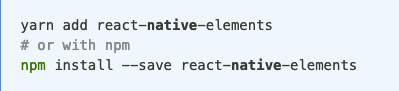 yarn add react-native-elements
# or with npm
npm install --save react-native-elements